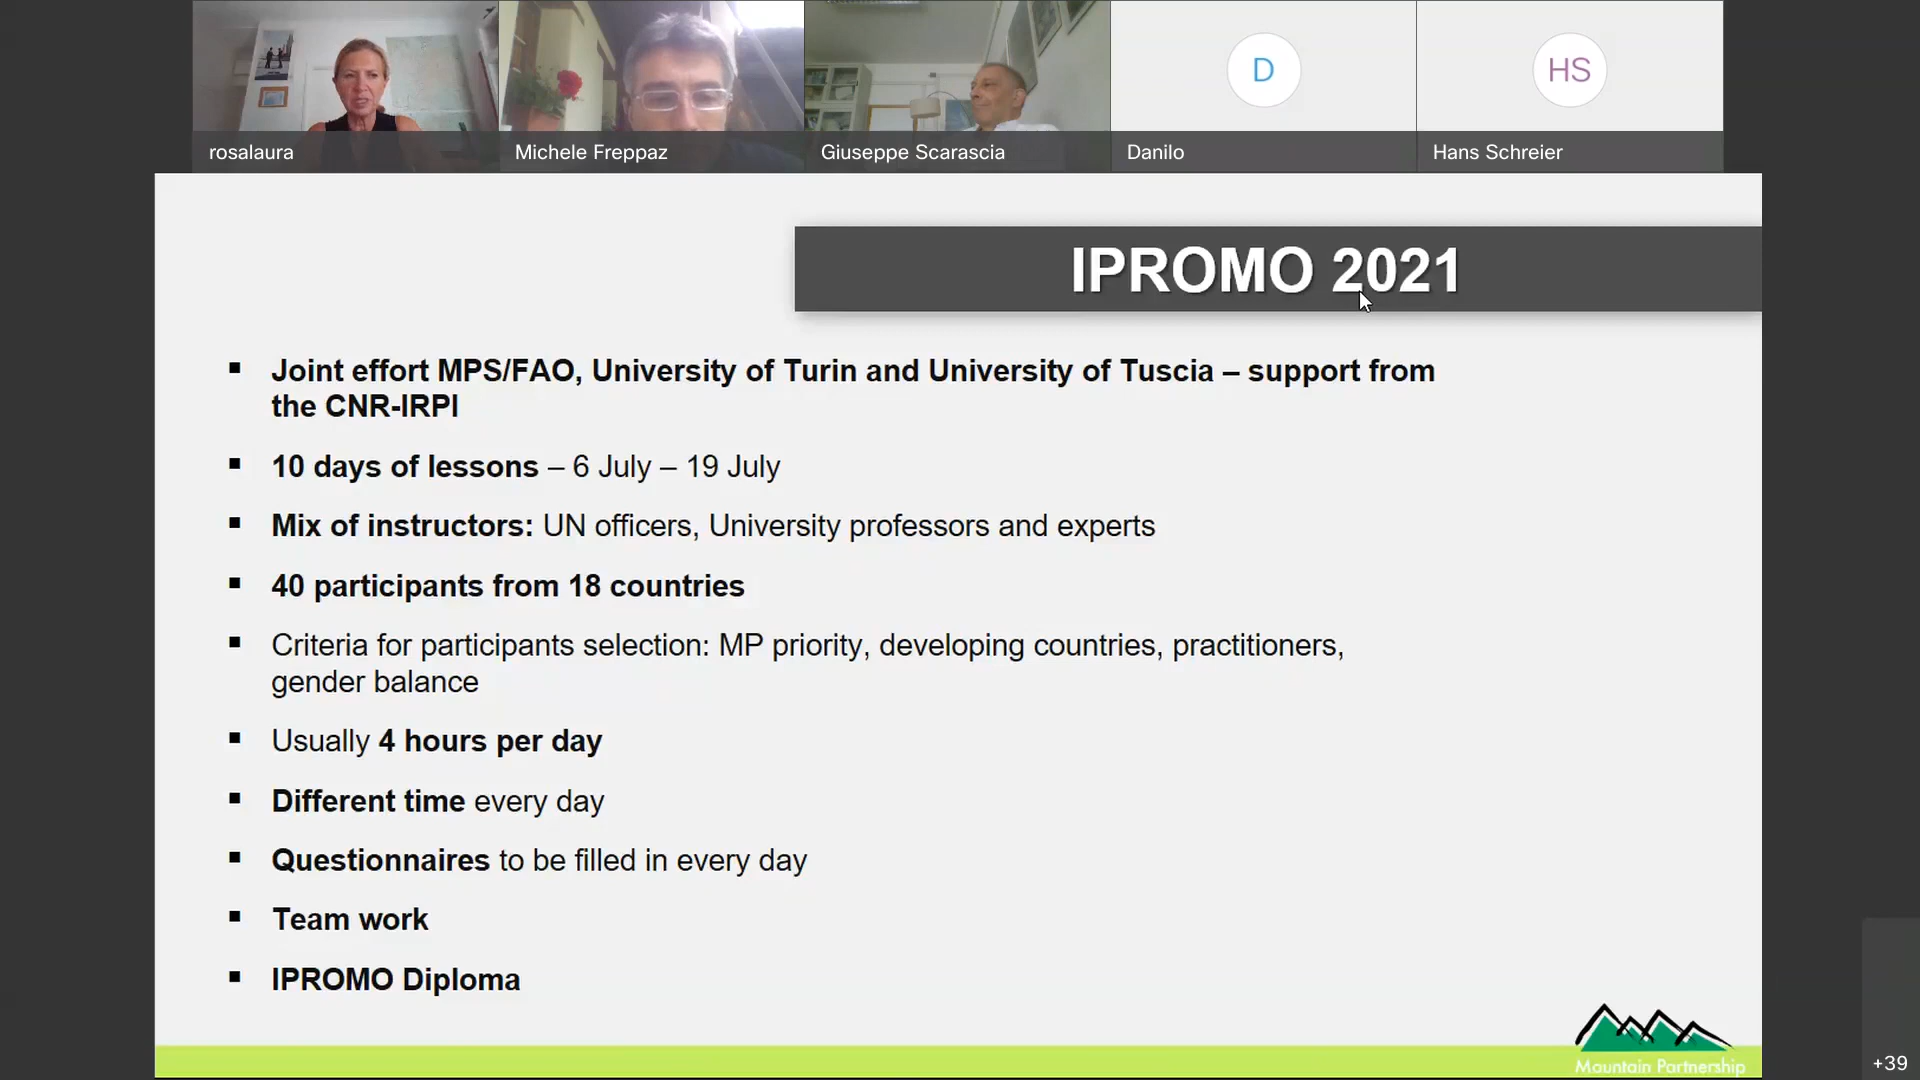 rosalaura
Michele Freppaz
Giuseppe Scarascia
D
Danilo
HS
Hans Schreier
IPROMO 2021
▪ Joint effort MPS/FAO, University of Turin and University of Tuscia – support from
the CNR-IRPI
▪ 10 days of lessons – 6 July – 19 July
▪ Mix of instructors: UN officers, University professors and experts
▪ 40 participants from 18 countries
▪ Criteria for participants selection: MP priority, developing countries, practitioners,
gender balance
▪ Usually 4 hours per day
▪ Different time every day
▪ Questionnaires to be filled in every day
▪ Team work
▪ IPROMO Diploma
Mountain Partnership
+39